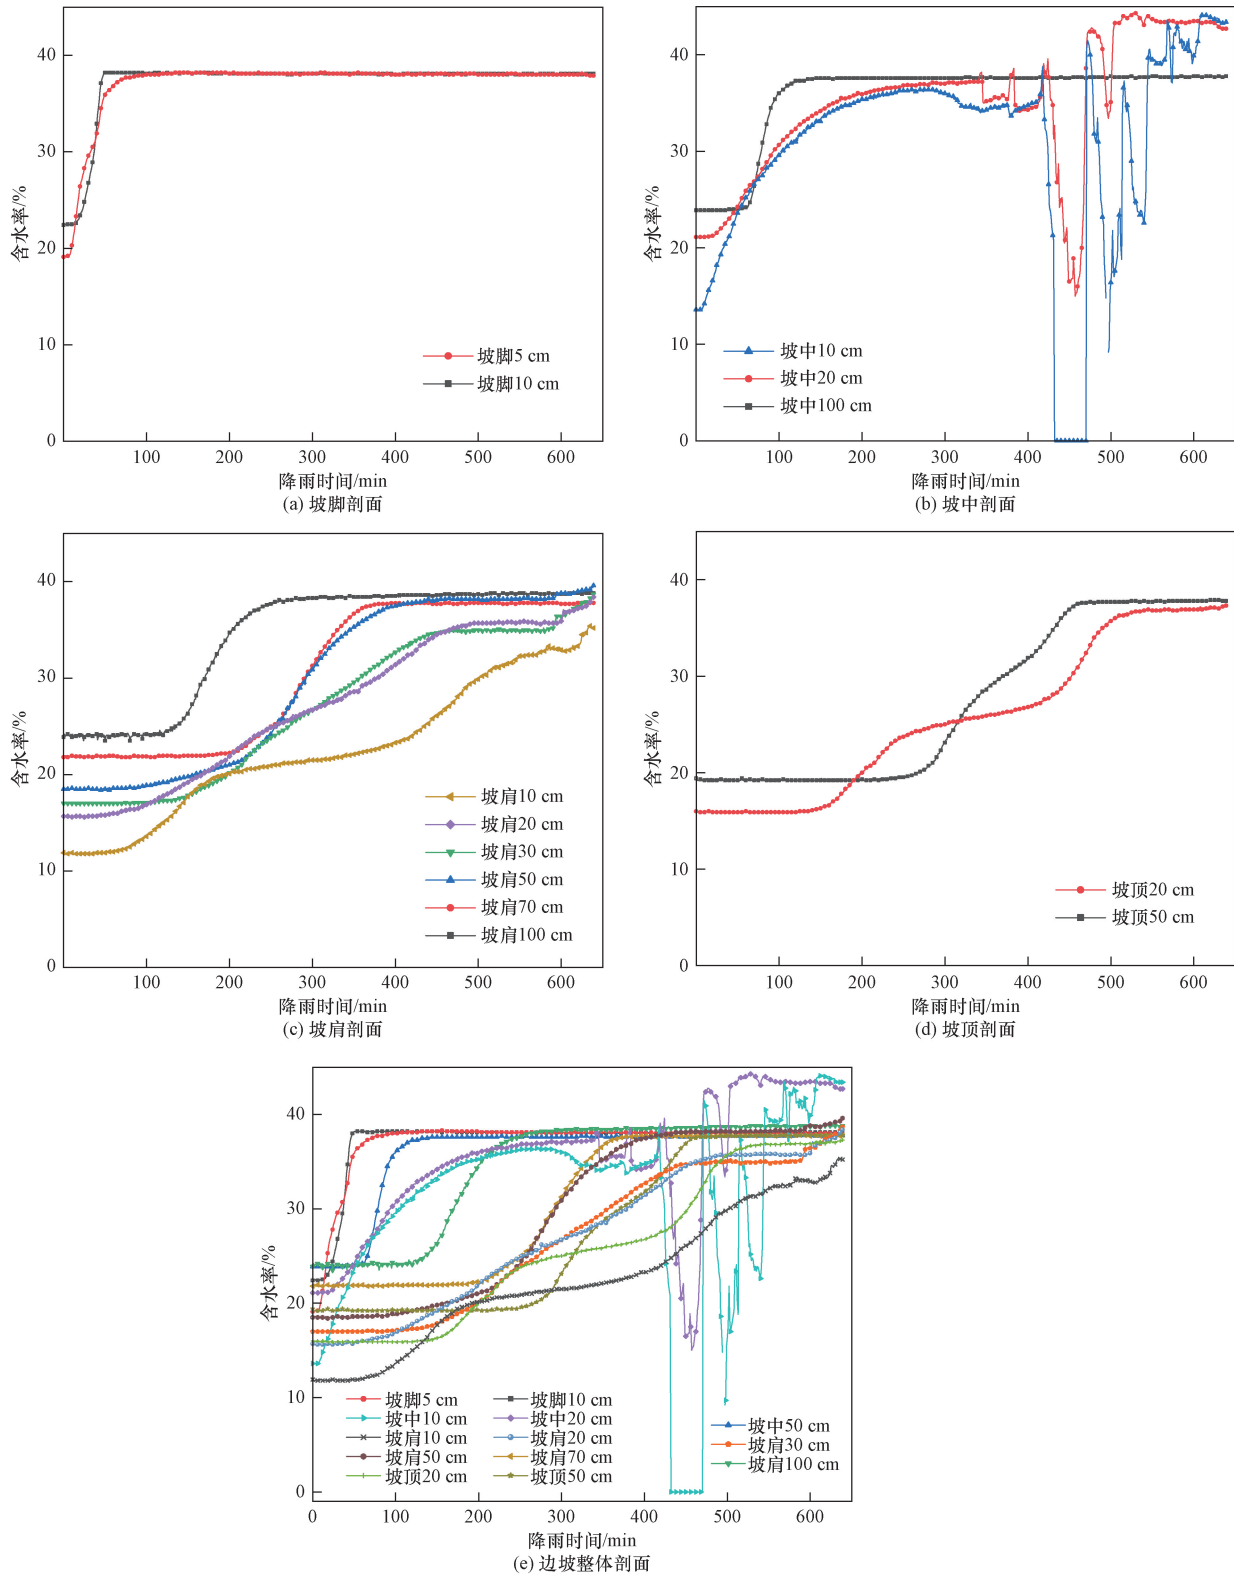 40
30
20
10
0
含水率/%
坡脚5 cm
坡脚10 cm
100 200 300 400 500 600
降雨时间/min
(a) 坡脚剖面
40
30
20
10
0
含水率/%
坡中10 cm
坡中20 cm
坡中100 cm
100 200 300 400 500 600
降雨时间/min
(b) 坡中剖面
40
30
20
10
0
含水率/%
坡肩10 cm
坡肩20 cm
坡肩30 cm
坡肩50 cm
坡肩70 cm
坡肩100 cm
100 200 300 400 500 600
降雨时间/min
(c) 坡肩剖面
40
30
20
10
0
含水率/%
坡顶20 cm
坡顶50 cm
100 200 300 400 500 600
降雨时间/min
(d) 坡顶剖面
40
30
20
10
0
含水率/%
坡脚5 cm 坡脚10 cm
坡中10 cm 坡中20 cm 坡中50 cm
坡肩10 cm 坡肩20 cm 坡肩30 cm
坡肩50 cm 坡肩70 cm 坡肩100 cm
坡顶20 cm 坡顶50 cm
0 100 200 300 400 500 600
降雨时间/min
(e) 边坡整体剖面